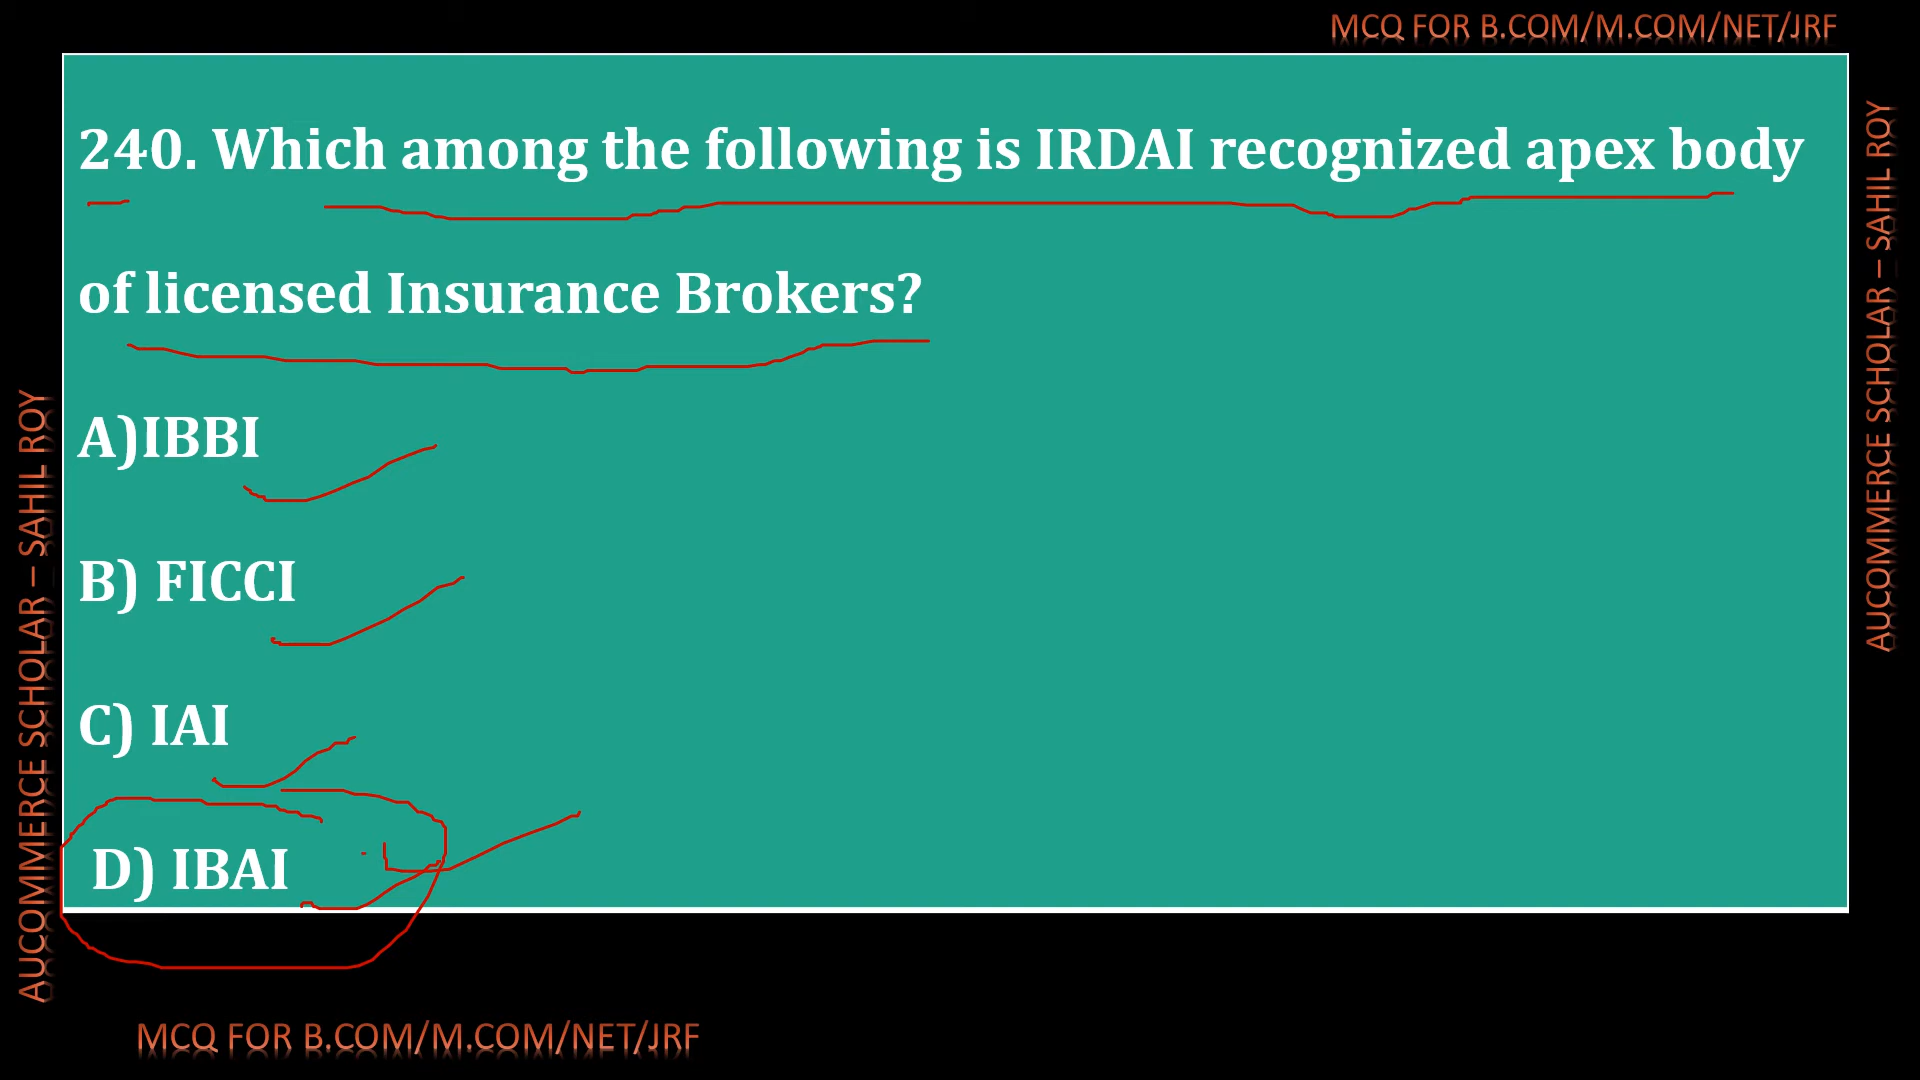 MCQ FOR B.COM/M.COM/NET/JRF
240. Which among the following is IRDAI recognized apex body
of licensed Insurance Brokers?
A)IBBI
B) FICCI
C) IAI
D) IBAI
AUCOMMERCE SCHOLAR – SAHIL ROY
AUCOMMERCE SCHOLAR – SAHIL ROY
MCQ FOR B.COM/M.COM/NET/JRF